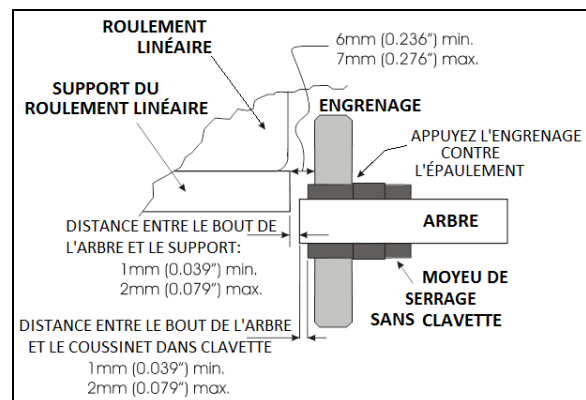 ROULEMENT
LINÉAIRE
6mm (0.236") min.
7mm (0.276") max.
SUPPORT DU
ROULEMENT LINÉAIRE
ENGRENAGE
APPUYEZ L'ENGRENAGE
CONTRE
L'ÉPAULEMENT
ARBRE
DISTANCE ENTRE LE BOUT DE
L'ARBRE ET LE SUPPORT:
1mm (0.039") min.
2mm (0.079") max.
MOYEU DE
SERRAGE
SANS CLAVETTE
DISTANCE ENTRE LE BOUT DE L'ARBRE
ET LE COUSSINET DANS CLAVETTE
1mm (0.039") min.
2mm (0.079") max.